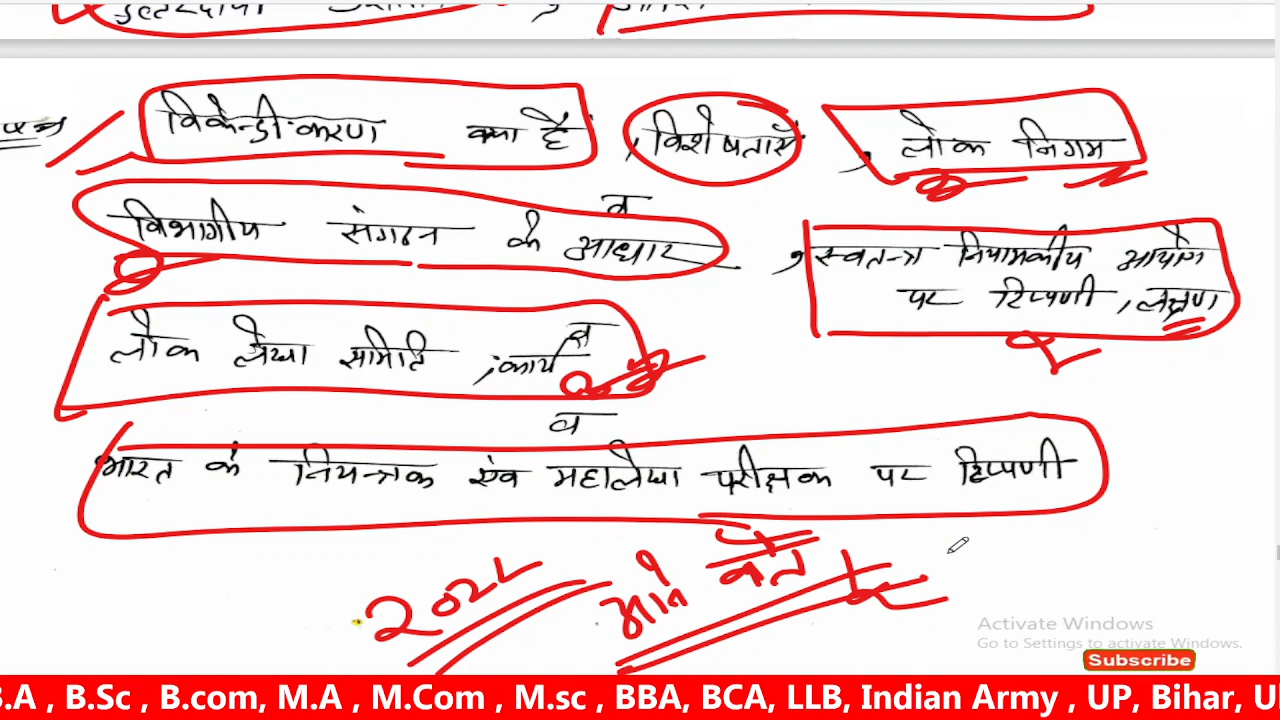 विकेन्द्रीकरण क्या है , विशेषतायें , लोक निगम
व
विभागीय संगठन के आधार , स्वतन्त्र नियामकीय आयोग
पर टिप्पणी , लक्षण
लोक लेखा समिति , कार्य
व
भारत के नियन्त्रक एंव महालेखा परीक्षक पर टिप्पणी
Activate Windows
Go to Settings to activate Windows.
Subscribe
B.A , B.Sc , B.com, M.A , M.Com , M.sc , BBA, BCA, LLB, Indian Army , UP, Bihar, U